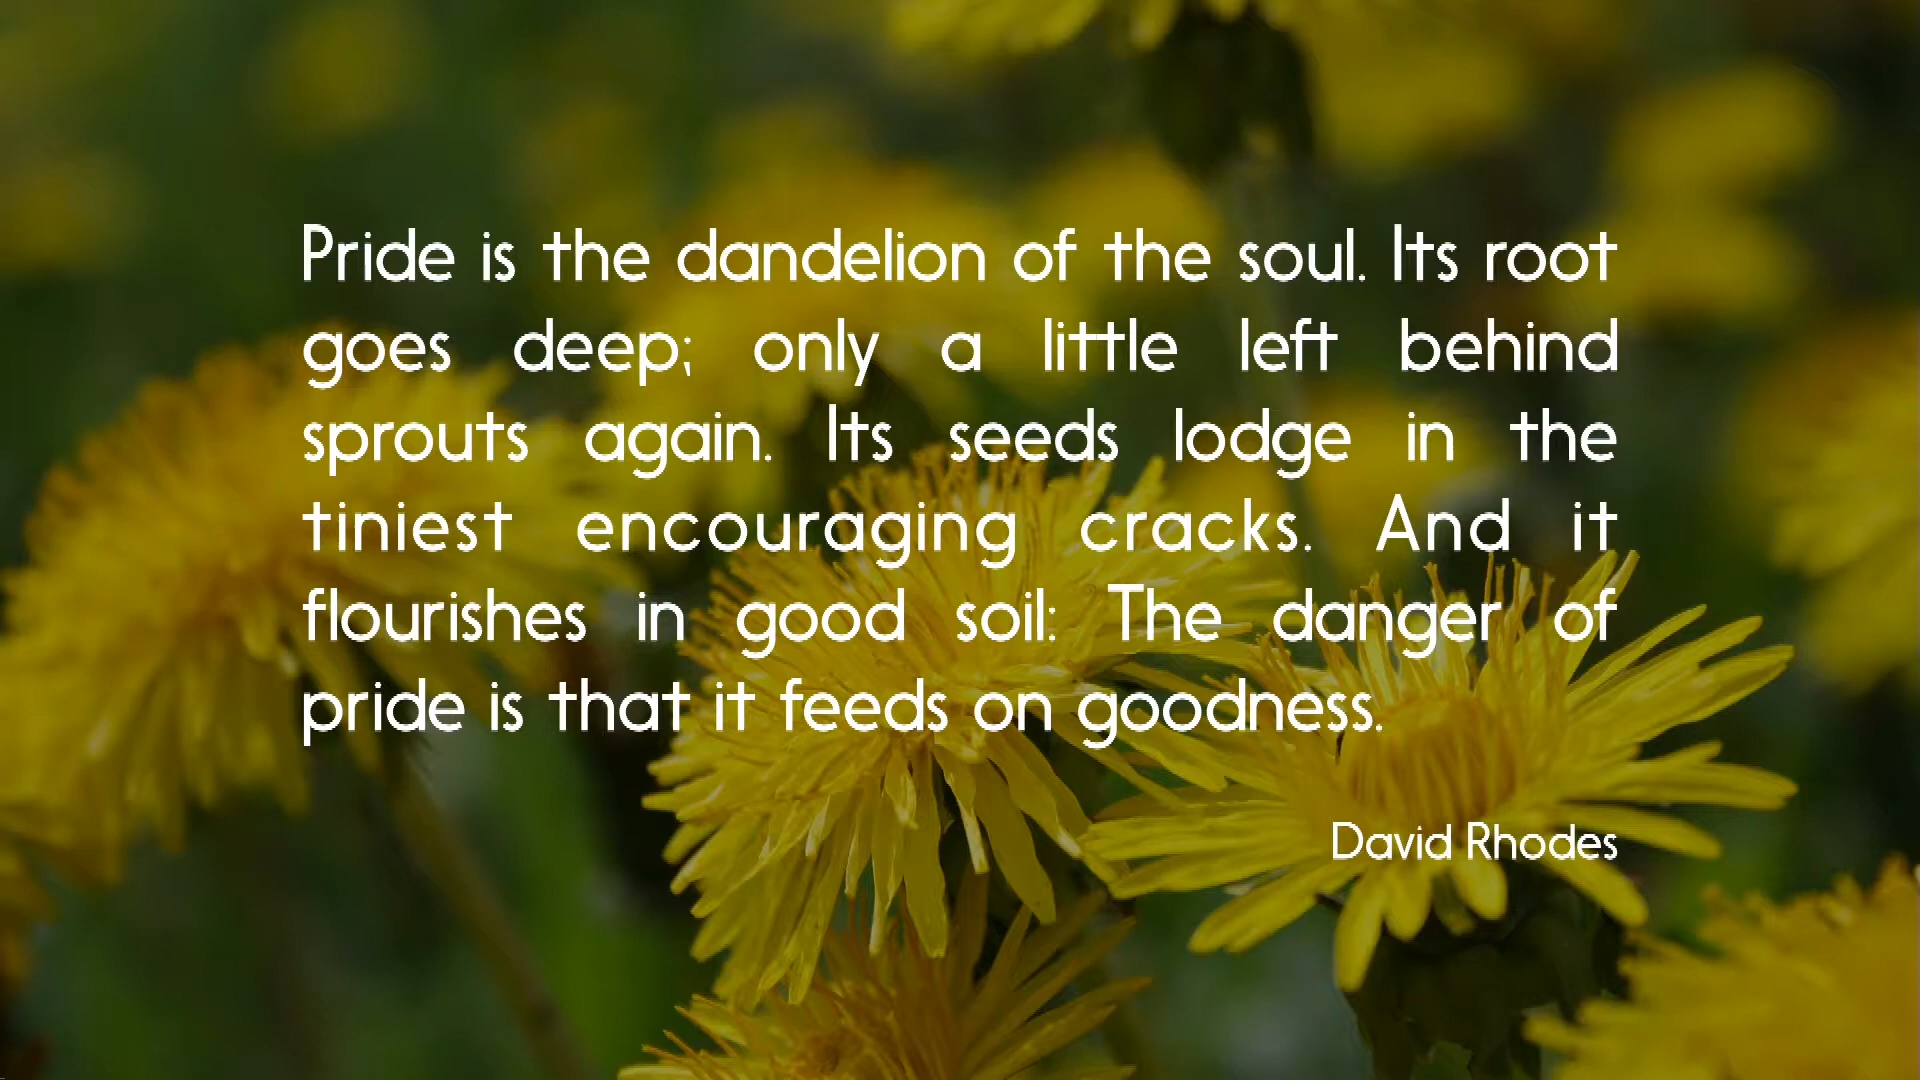 Pride is the dandelion of the soul. Its root
goes deep; only a little left behind
sprouts again. Its seeds lodge in the
tiniest encouraging cracks. And it
flourishes in good soil: The danger of
pride is that it feeds on goodness.
David Rhodes